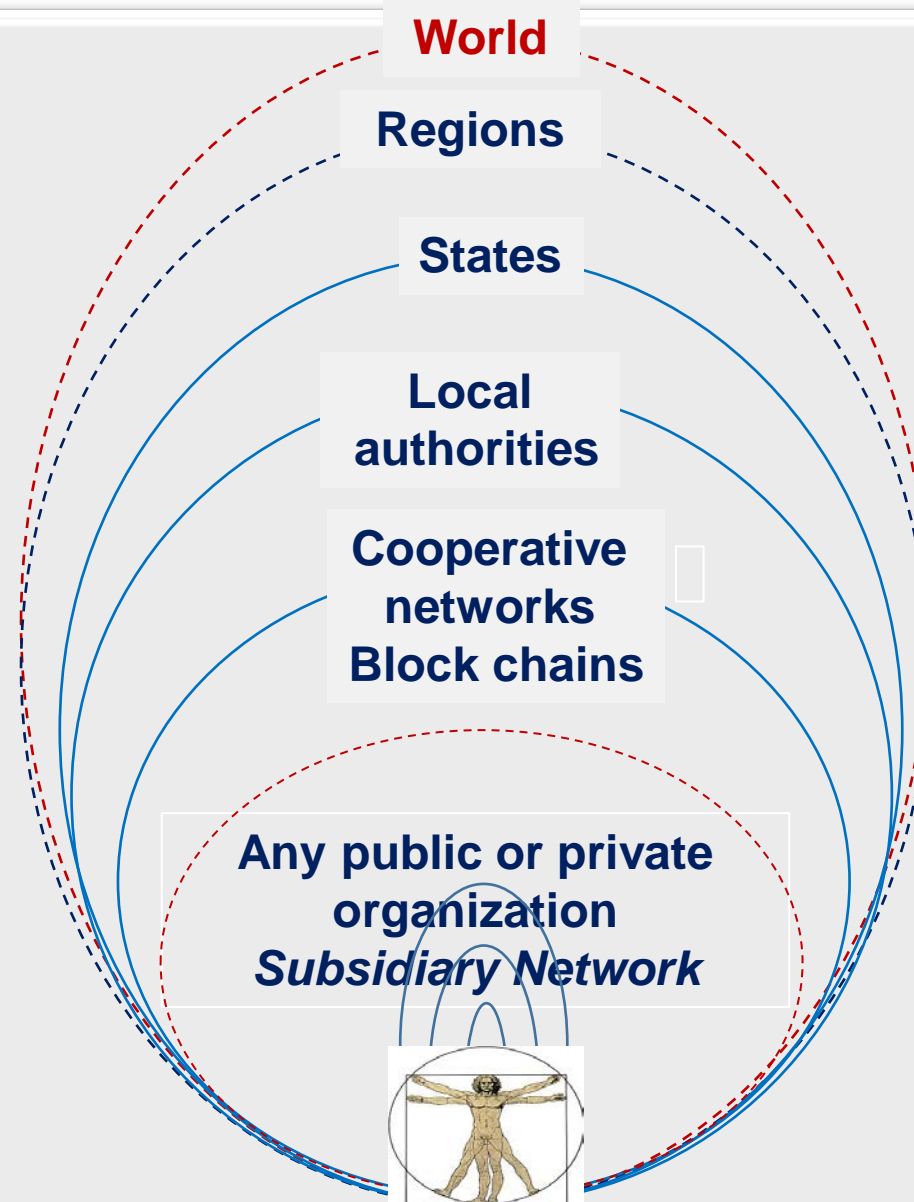 World
Regions
States
Local
authorities
Cooperative
networks
Block chains
Any public or private
organization
Subsidiary Network